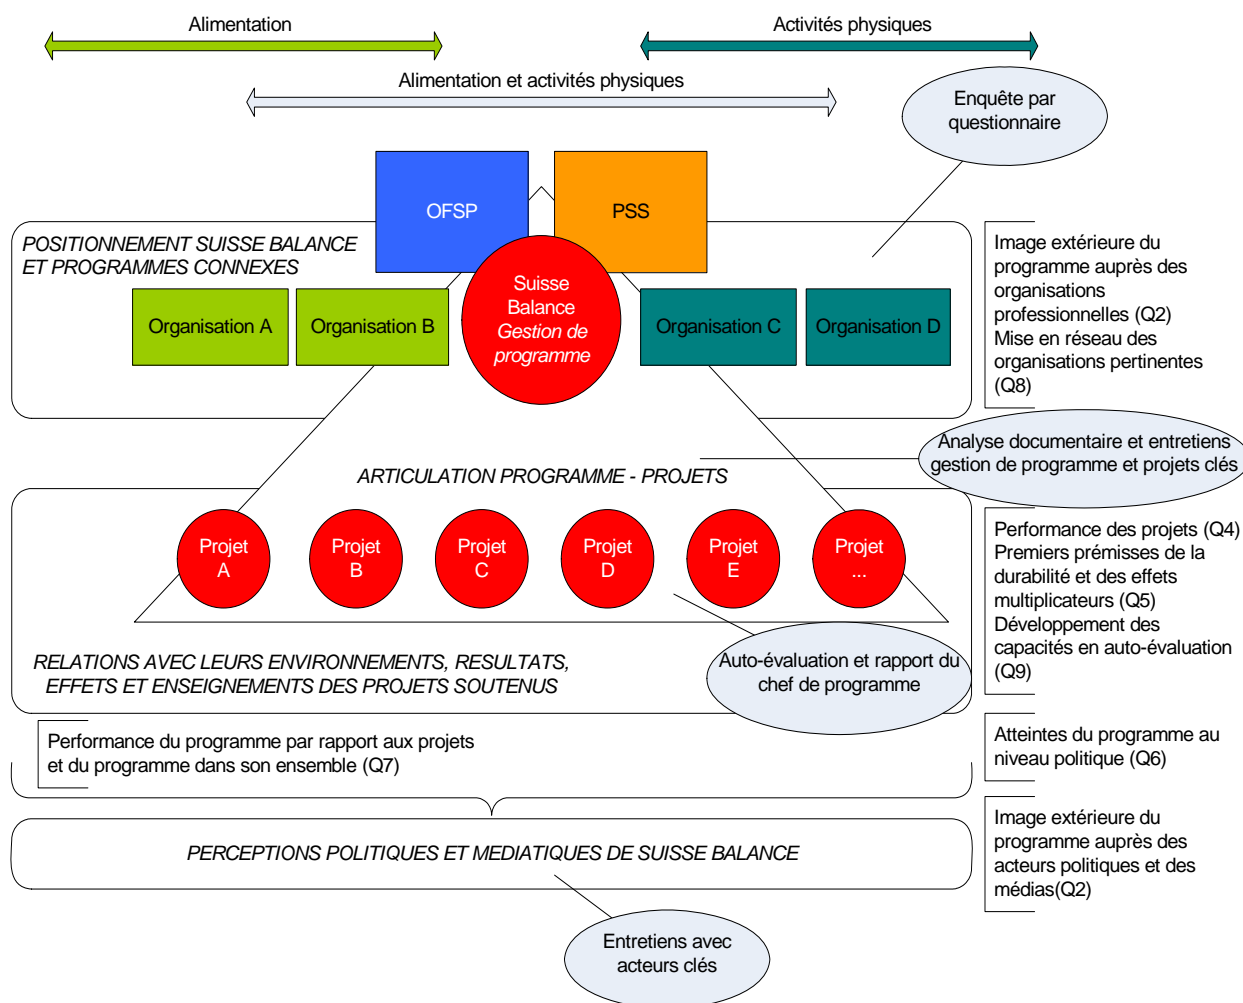 Alimentation
Activités physiques
Alimentation et activités physiques
Enquête par
questionnaire
OFSP
PSS
POSITIONNEMENT SUISSE BALANCE
ET PROGRAMMES CONNEXES
Organisation A
Organisation B
Suisse
Balance
Gestion de
programme
Organisation C
Organisation D
Image extérieure du
programme auprès des
organisations
professionnelles (Q2)
Mise en réseau des
organisations pertinentes
(Q8)
Analyse documentaire et entretiens
gestion de programme et projets clés
ARTICULATION PROGRAMME - PROJETS
Projet
A
Projet
B
Projet
C
Projet
D
Projet
E
Projet
...
Performance des projets (Q4)
Premiers prémisses de la
durabilité et des effets
multiplicateurs (Q5)
Développement des
capacités en auto-évaluation
(Q9)
RELATIONS AVEC LEURS ENVIRONNEMENTS, RESULTATS,
EFFETS ET ENSEIGNEMENTS DES PROJETS SOUTENUS
Auto-évaluation et rapport du
chef de programme
Performance du programme par rapport aux projets
et du programme dans son ensemble (Q7)
Atteintes du programme au
niveau politique (Q6)
PERCEPTIONS POLITIQUES ET MEDIATIQUES DE SUISSE BALANCE
Image extérieure du
programme auprès des
acteurs politiques et des
médias(Q2)
Entretiens avec
acteurs clés